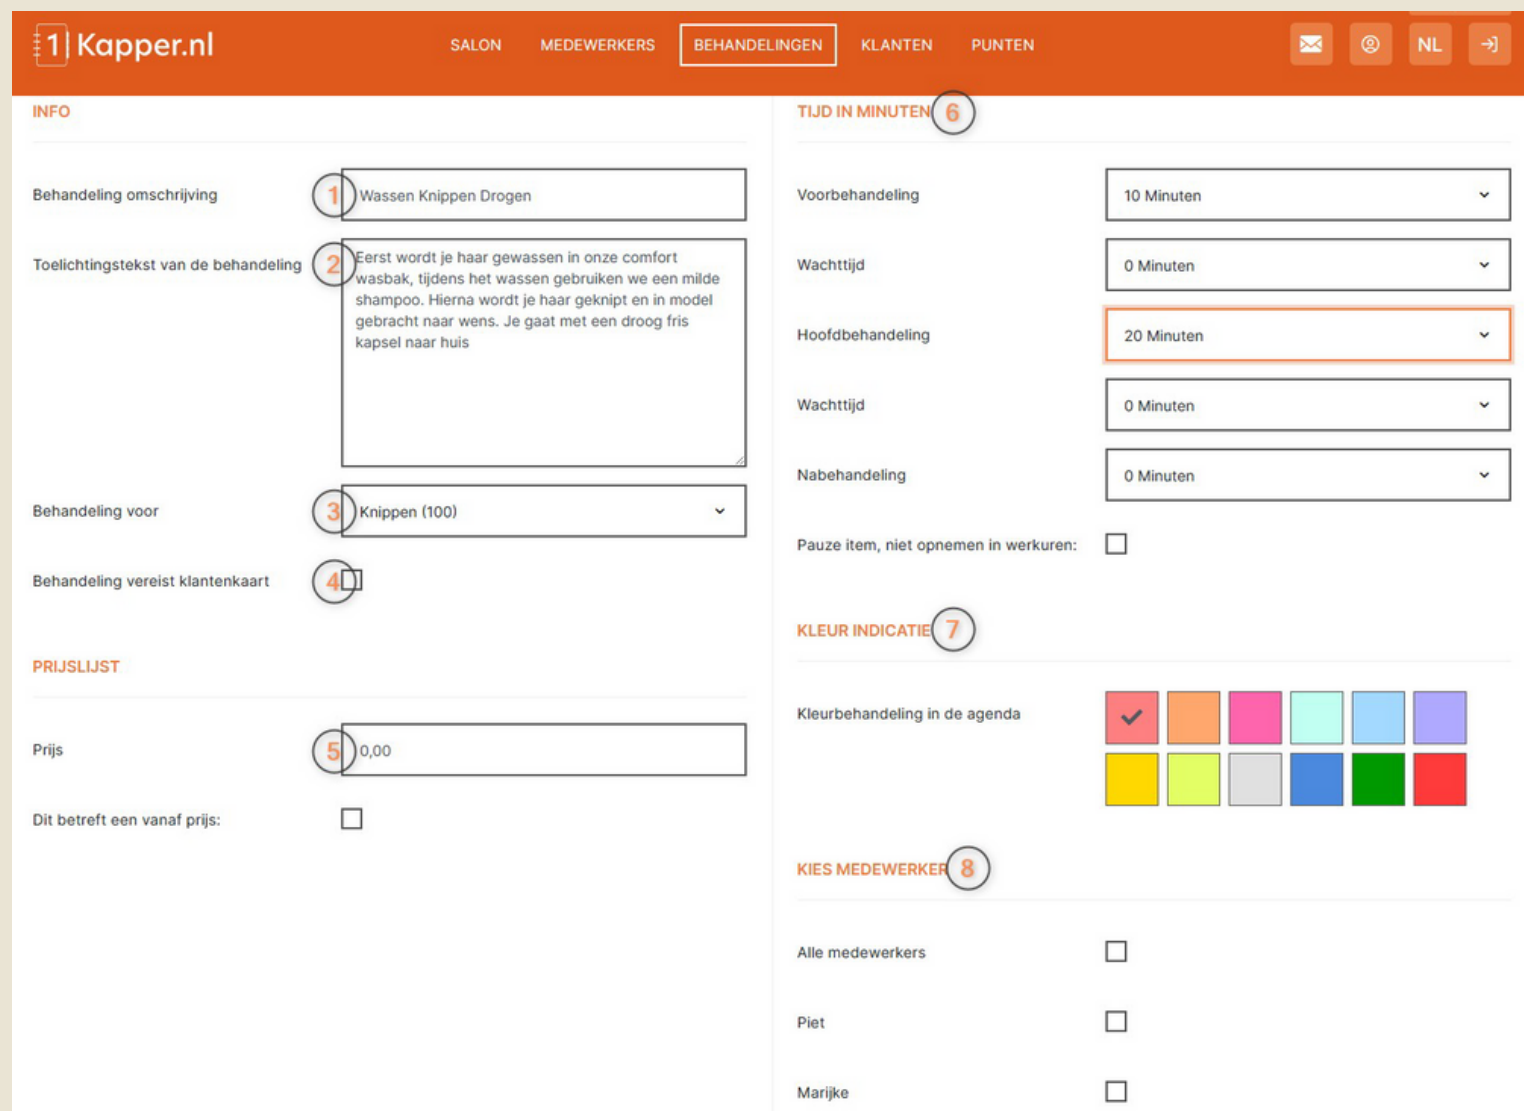 1 Kapper.nl
SALON MEDEWERKERS BEHANDELINGEN KLANTEN PUNTEN
NL
INFO
Behandeling omschrijving 1 Wassen Knippen Drogen
Toelichtingstekst van de behandeling 2 Eerst wordt je haar gewassen in onze comfort
wasbak, tijdens het wassen gebruiken we een milde
shampoo. Hierna wordt je haar geknipt en in model
gebracht naar wens. Je gaat met een droog fris
kapsel naar huis
Behandeling voor 3 Knippen (100)
Behandeling vereist klantenkaart 4
PRIJSLIJST
Prijs 5 0,00
Dit betreft een vanaf prijs:
TIJD IN MINUTEN 6
Voorbehandeling 10 Minuten
Wachttijd 0 Minuten
Hoofdbehandeling 20 Minuten
Wachttijd 0 Minuten
Nabehandeling 0 Minuten
Pauze item, niet opnemen in werkuren:
KLEUR INDICATIE 7
Kleurbehandeling in de agenda
KIES MEDEWERKER 8
Alle medewerkers
Piet
Marijke